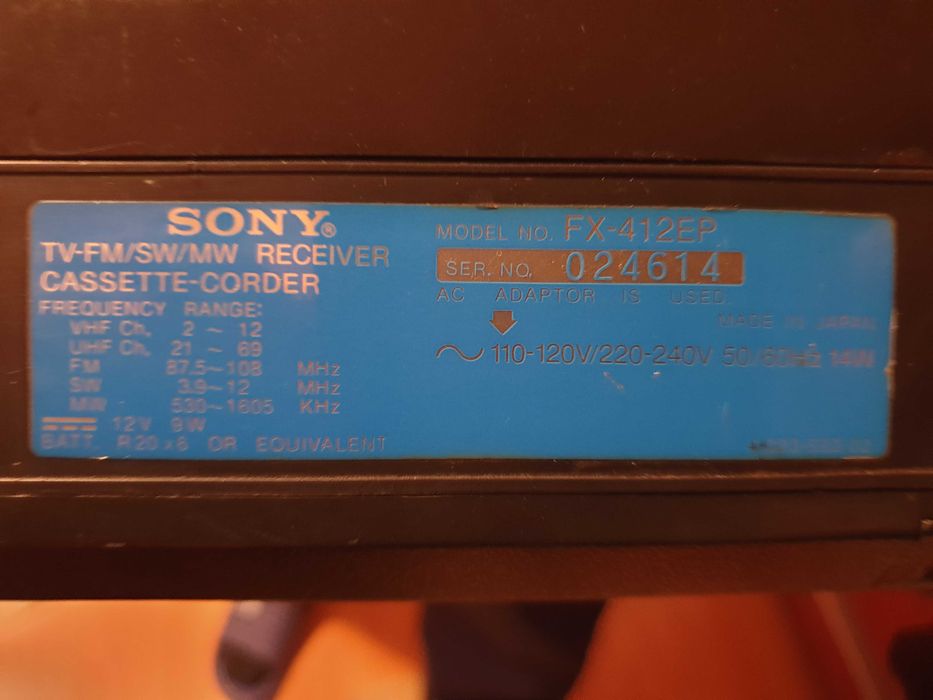 SONY®
TV-FM/SW/MW RECEIVER
CASSETTE-CORDER
FREQUENCY RANGE:
VHF Ch. 2 ~ 12
UHF Ch. 21 ~ 69
FM 87.5~108 MHz
SW 3.9~12 MHz
MW 530~1605 KHz
12V 9W
BATT. R20 x 6 OR EQUIVALENT
MODEL NO. FX-412EP
SER. NO. 024614
AC ADAPTOR IS USED.
MADE IN JAPAN
110-120V/220-240V 50/60Hz 14W